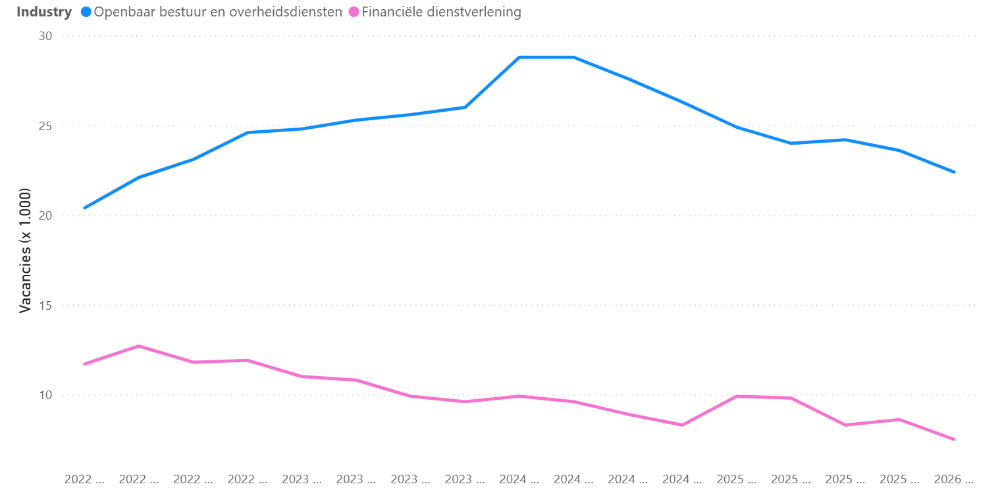 Industry Openbaar bestuur en overheidsdiensten Financiële dienstverlening
30
25
20
15
10
Vacancies (x 1.000)
2022 ... 2022 ... 2022 ... 2022 ... 2023 ... 2023 ... 2023 ... 2023 ... 2024 ... 2024 ... 2024 ... 2024 ... 2025 ... 2025 ... 2025 ... 2025 ... 2026 ...